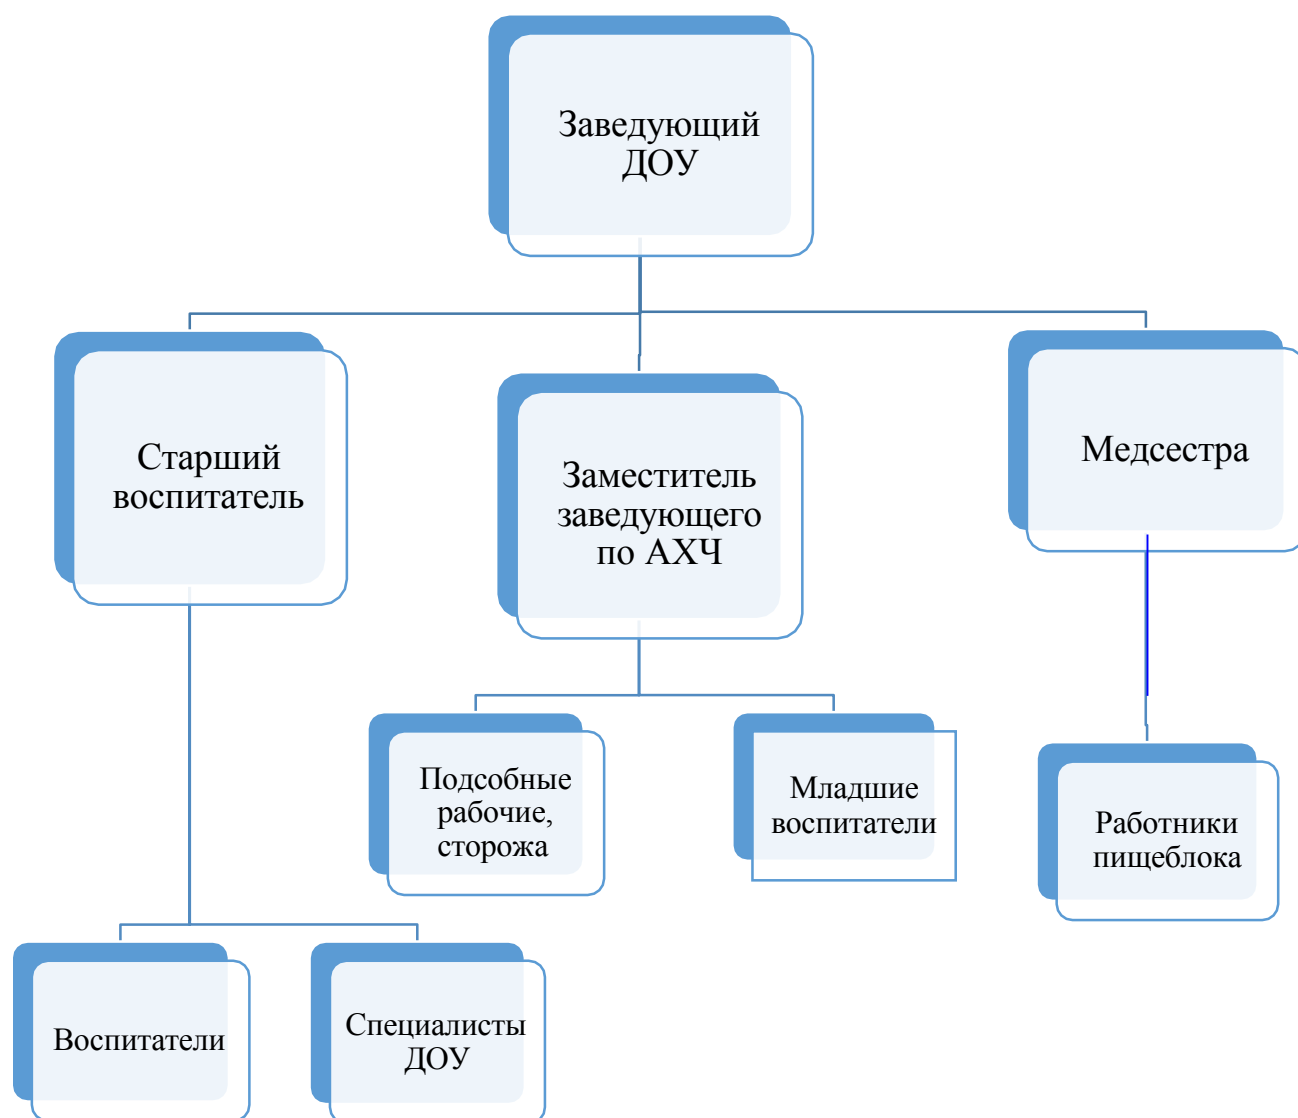 Заведующий
ДОУ
Старший
воспитатель
Заместитель
заведующего
по АХЧ
Медсестра
Подсобные
рабочие,
сторожа
Младшие
воспитатели
Работники
пищеблока
Воспитатели
Специалисты
ДОУ